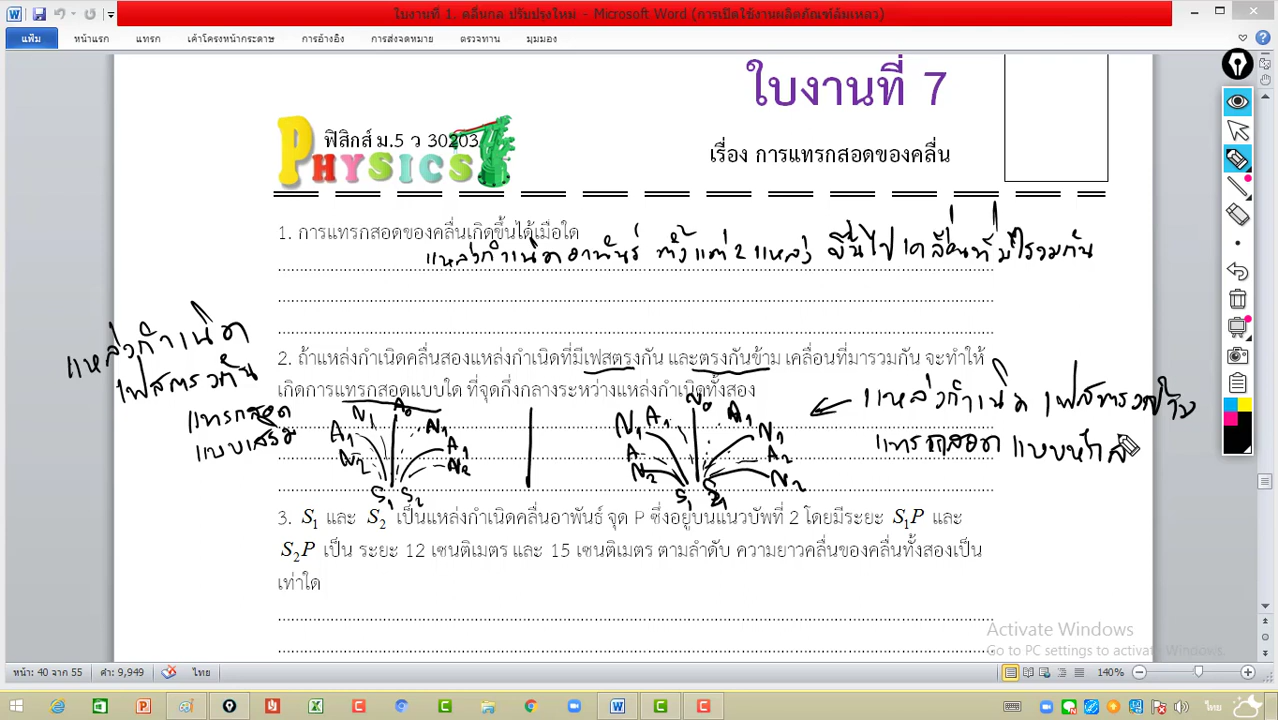 ใบงานที่ 1. คลื่นกล ปรับปรุงใหม่ - Microsoft Word (การเปิดใช้งานผลิตภัณฑ์ล้มเหลว)
แฟ้ม หน้าแรก แทรก เค้าโครงหน้ากระดาษ การอ้างอิง การส่งจดหมาย ตรวจทาน มุมมอง
ใบงานที่ 7
ฟิสิกส์ ม.5 ว 30203
PHYSICS
เรื่อง การแทรกสอดของคลื่น
1. การแทรกสอดของคลื่นเกิดขึ้นได้เมื่อใด
แหล่งกำเนิดอาพันธ์ ตั้งแต่ 2 แหล่ง ขึ้นไป เคลื่อนที่มารวมกัน
แหล่งกำเนิด
เฟสตรงกัน
แทรกสอด
แบบเสริม
2. ถ้าแหล่งกำเนิดคลื่นสองแหล่งกำเนิดที่มีเฟสตรงกัน และตรงกันข้าม เคลื่อนที่มารวมกัน จะทำให้
เกิดการแทรกสอดแบบใด ที่จุดกึ่งกลางระหว่างแหล่งกำเนิดทั้งสอง
แหล่งกำเนิด เฟสตรงข้าม
แทรกสอด แบบหักล
N1 A0 N1
A1 A1
N2 N2
S1 S2
N1 A1 N0 A1 N1
A2
N2 N2
S1 S2
3. S1 และ S2 เป็นแหล่งกำเนิดคลื่นอาพันธ์ จุด P ซึ่งอยู่บนแนวบัพที่ 2 โดยมีระยะ S1P และ
S2P เป็น ระยะ 12 เซนติเมตร และ 15 เซนติเมตร ตามลำดับ ความยาวคลื่นของคลื่นทั้งสองเป็น
เท่าใด
Activate Windows
Go to PC settings to activate Windows.
หน้า: 40 จาก 55 คำ: 9,949 ไทย 140%
ไทย